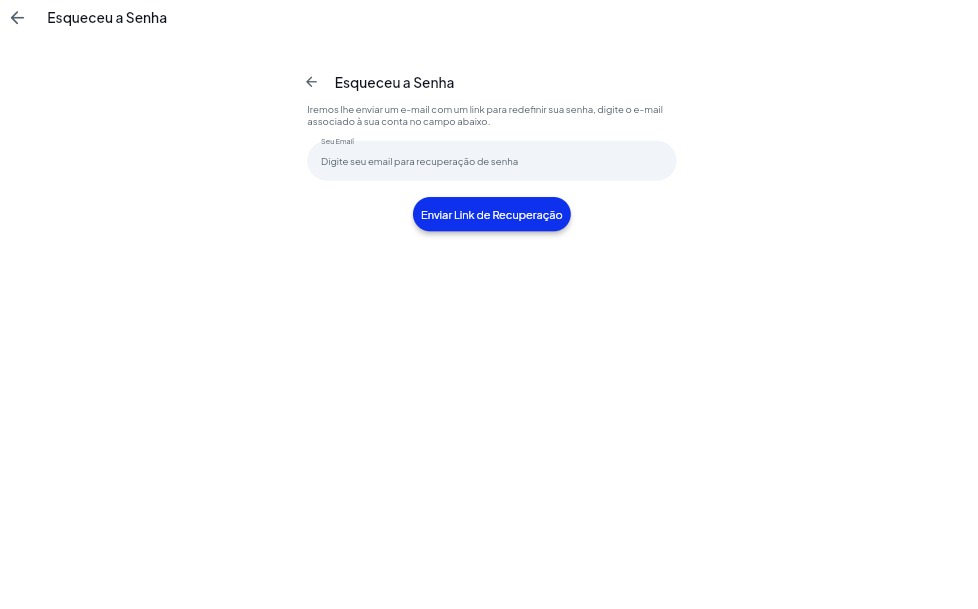 Esqueceu a Senha
Esqueceu a Senha
Iremos lhe enviar um e-mail com um link para redefinir sua senha, digite o e-mail
associado à sua conta no campo abaixo.
Seu Email
Digite seu email para recuperação de senha
Enviar Link de Recuperação